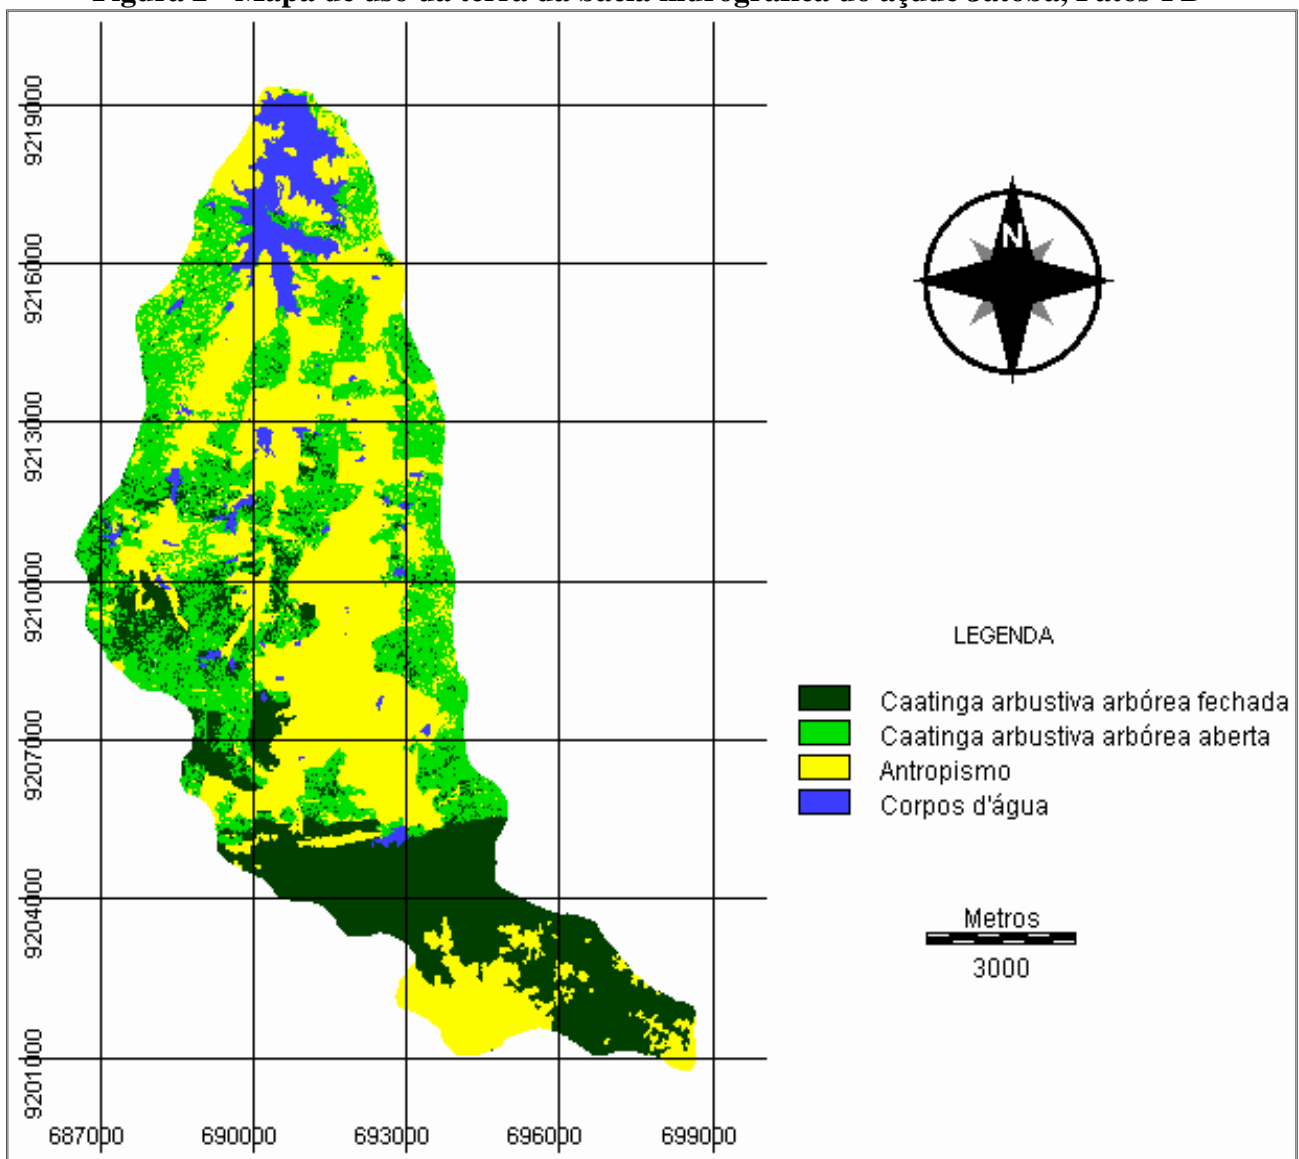 Mapa de uso da terra da bacia hidrográfica do açude Jatobá, Patos-PB
9219000
9216000
9213000
9210000
9207000
9204000
9201000
687000 690000 693000 696000 699000
N
LEGENDA
Caatinga arbustiva arbórea fechada
Caatinga arbustiva arbórea aberta
Antropismo
Corpos d'água
Metros
3000